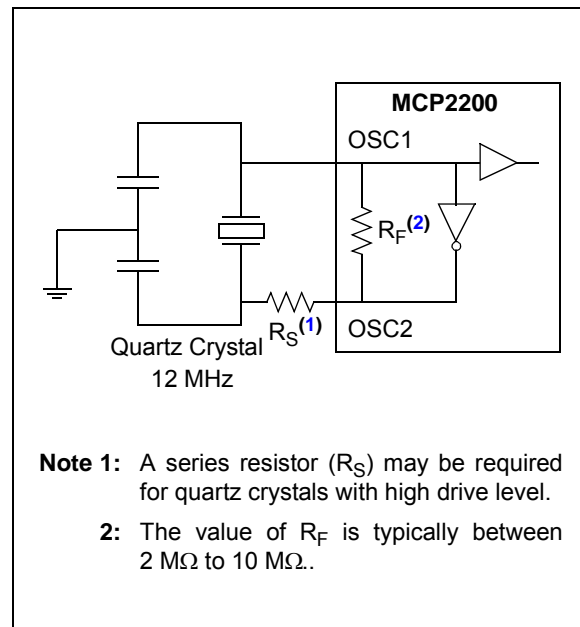 MCP2200
OSC1
RF(2)
RS(1)
OSC2
Quartz Crystal
12 MHz
Note 1: A series resistor (RS) may be required
for quartz crystals with high drive level.
2: The value of RF is typically between
2 MΩ to 10 MΩ..